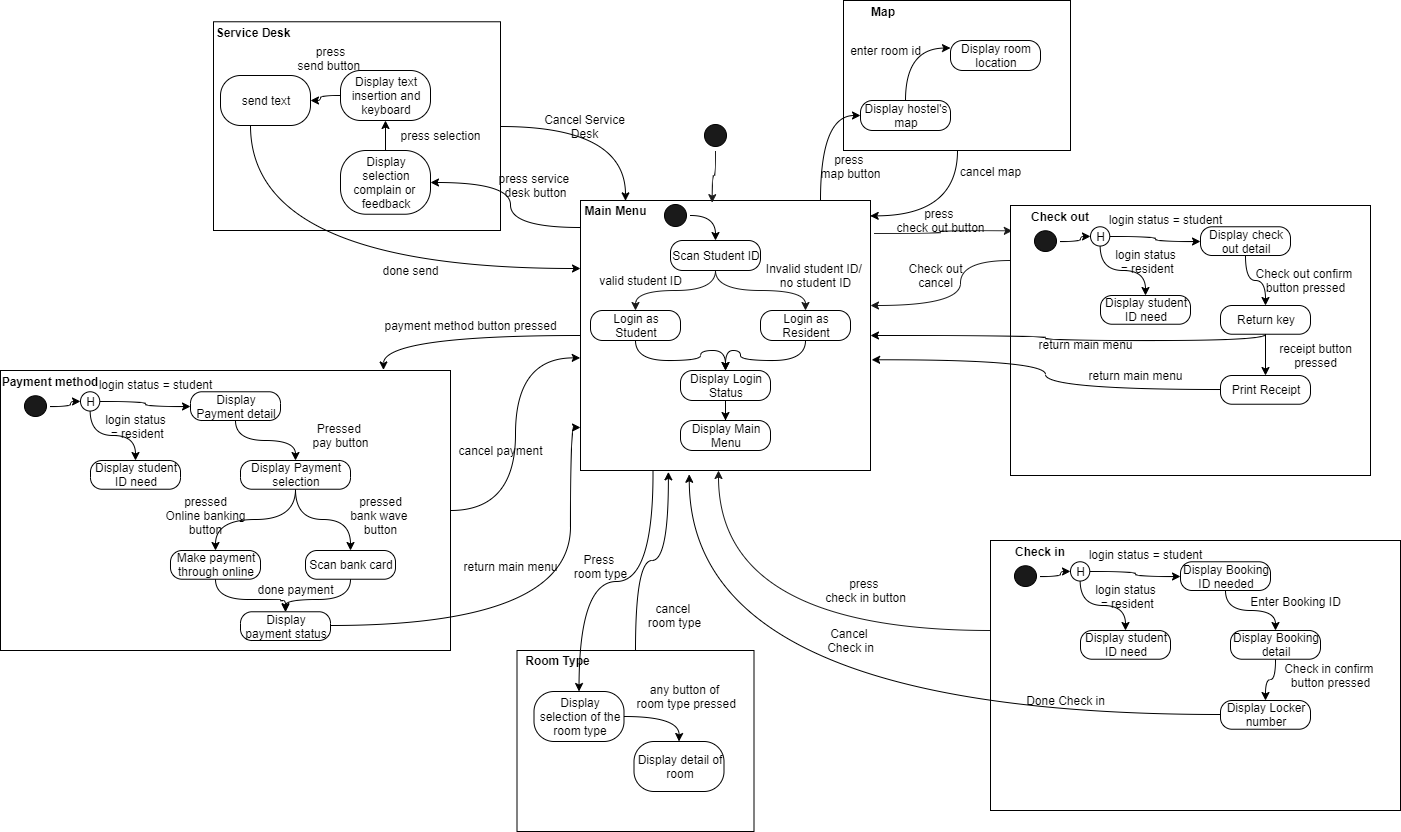 Service Desk
press
send button
Display text
insertion and
keyboard
send text
press selection
Display
selection
complain or
feedback
Cancel Service
Desk
press service
desk button
done send
Map
enter room id
Display room
location
Display hostel's
map
press
map button
cancel map
Main Menu
Scan Student ID
valid student ID
Invalid student ID/
no student ID
Login as
Student
Login as
Resident
Display Login
Status
Display Main
Menu
press
check out button
Check out
cancel
return main menu
return main menu
Check out
login status = student
H
Display check
out detail
login status
= resident
Display student
ID need
Check out confirm
button pressed
Return key
receipt button
pressed
Print Receipt
payment method button pressed
Payment method
login status = student
H
Display
Payment detail
login status
= resident
Display student
ID need
Pressed
pay button
Display Payment
selection
pressed
Online banking
button
pressed
bank wave
button
Make payment
through online
Scan bank card
done payment
Display
payment status
cancel payment
return main menu
Press
room type
cancel
room type
Room Type
Display
selection of the
room type
any button of
room type pressed
Display detail of
room
press
check in button
Cancel
Check in
Done Check in
Check in
login status = student
H
Display Booking
ID needed
login status
= resident
Display student
ID need
Enter Booking ID
Display Booking
detail
Check in confirm
button pressed
Display Locker
number